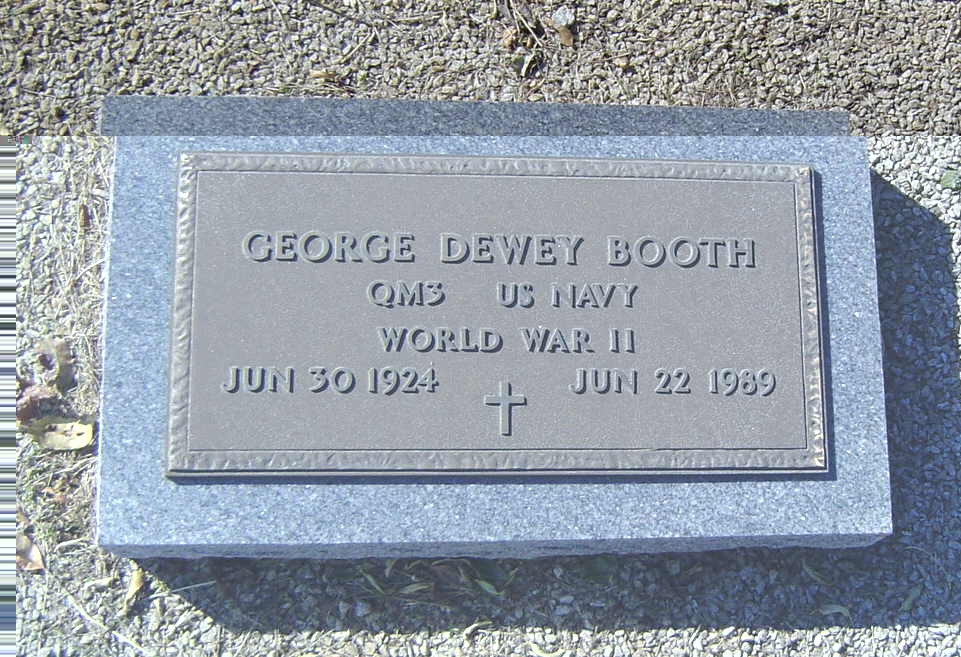 GEORGE DEWEY BOOTH
QM3 US NAVY
WORLD WAR II
JUN 30 1924 JUN 22 1989